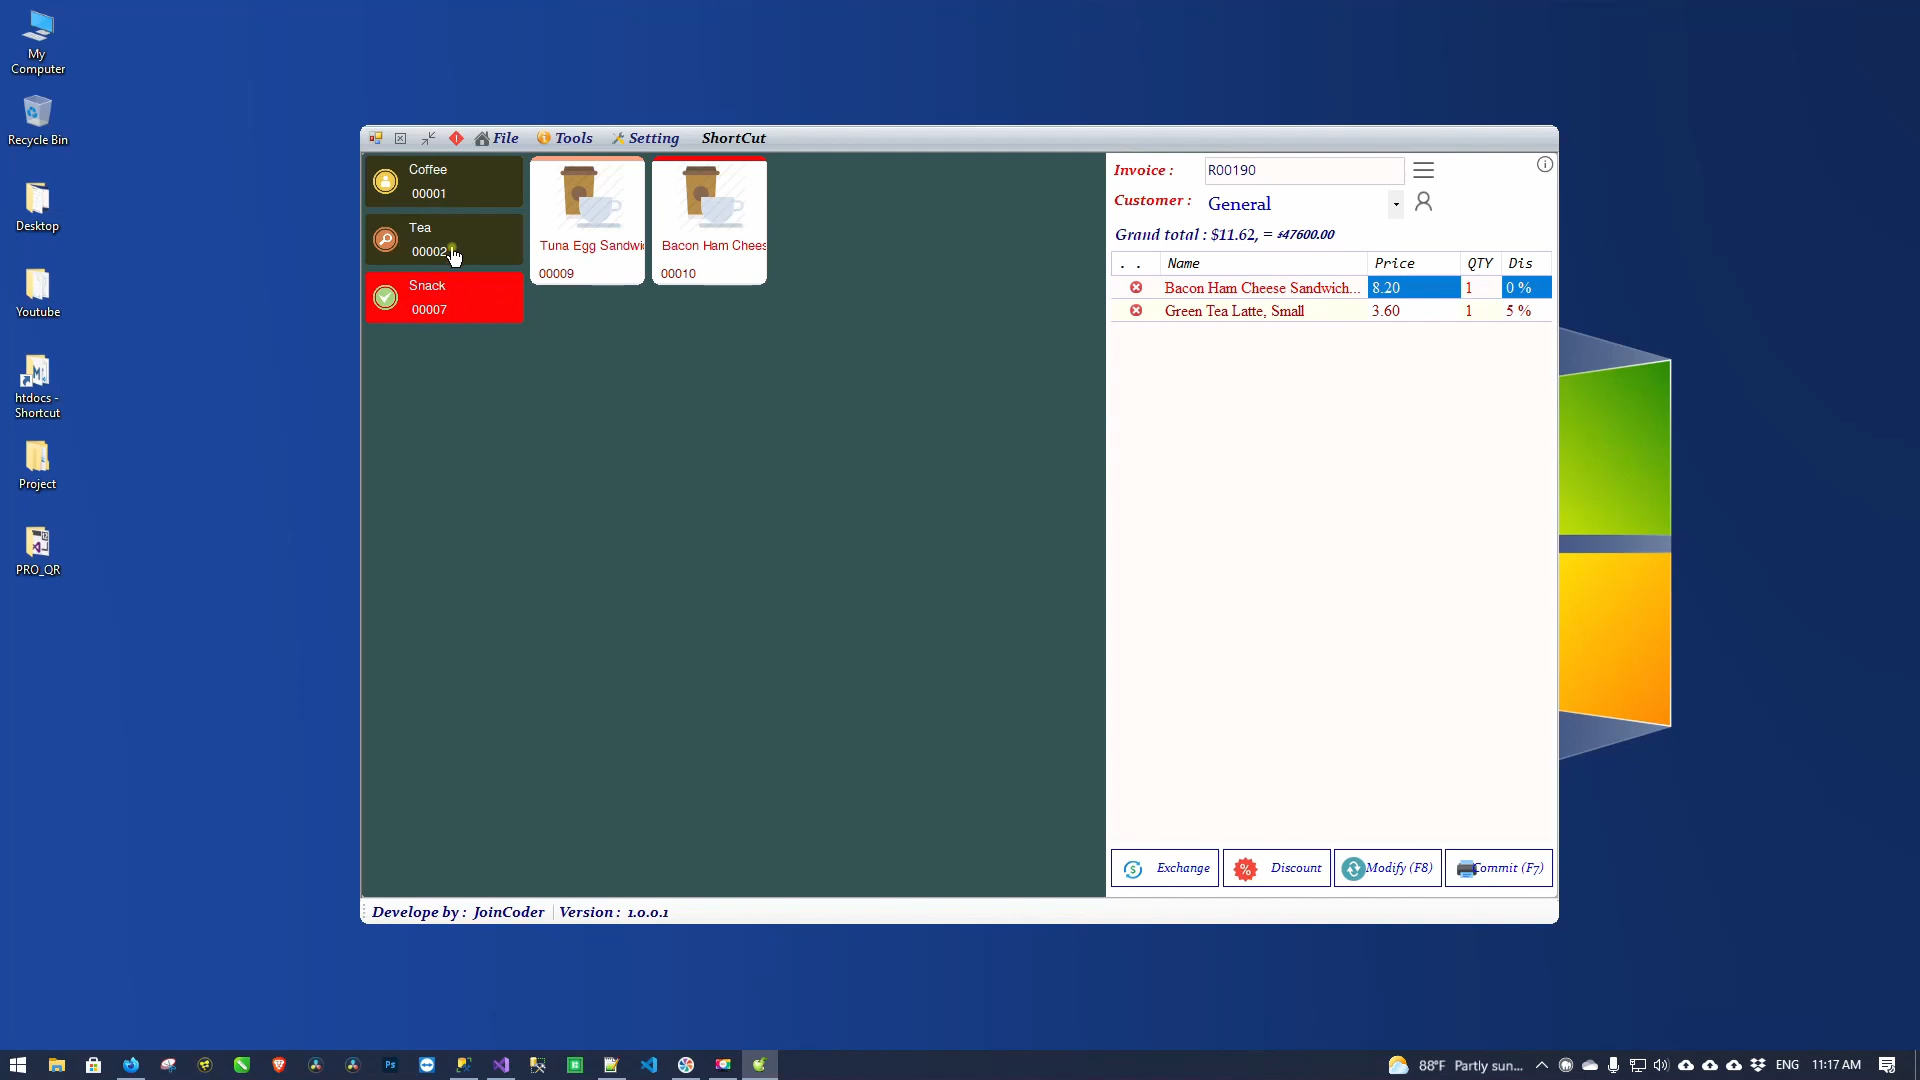 My
Computer
Recycle Bin
Desktop
Youtube
htdocs -
Shortcut
Project
PRO_QR
File Tools Setting ShortCut
Coffee
00001
Tea
00002
Snack
00007
Tuna Egg Sandwi
00009
Bacon Ham Chees
00010
Invoice : R00190
Customer : General
Grand total : $11.62, = ៛47600.00
. . Name Price QTY Dis
Bacon Ham Cheese Sandwich... 8.20 1 0 %
Green Tea Latte, Small 3.60 1 5 %
Exchange Discount Modify (F8) Commit (F7)
Develope by : JoinCoder Version : 1.0.0.1
Ps 88°F Partly sun... ENG 11:17 AM